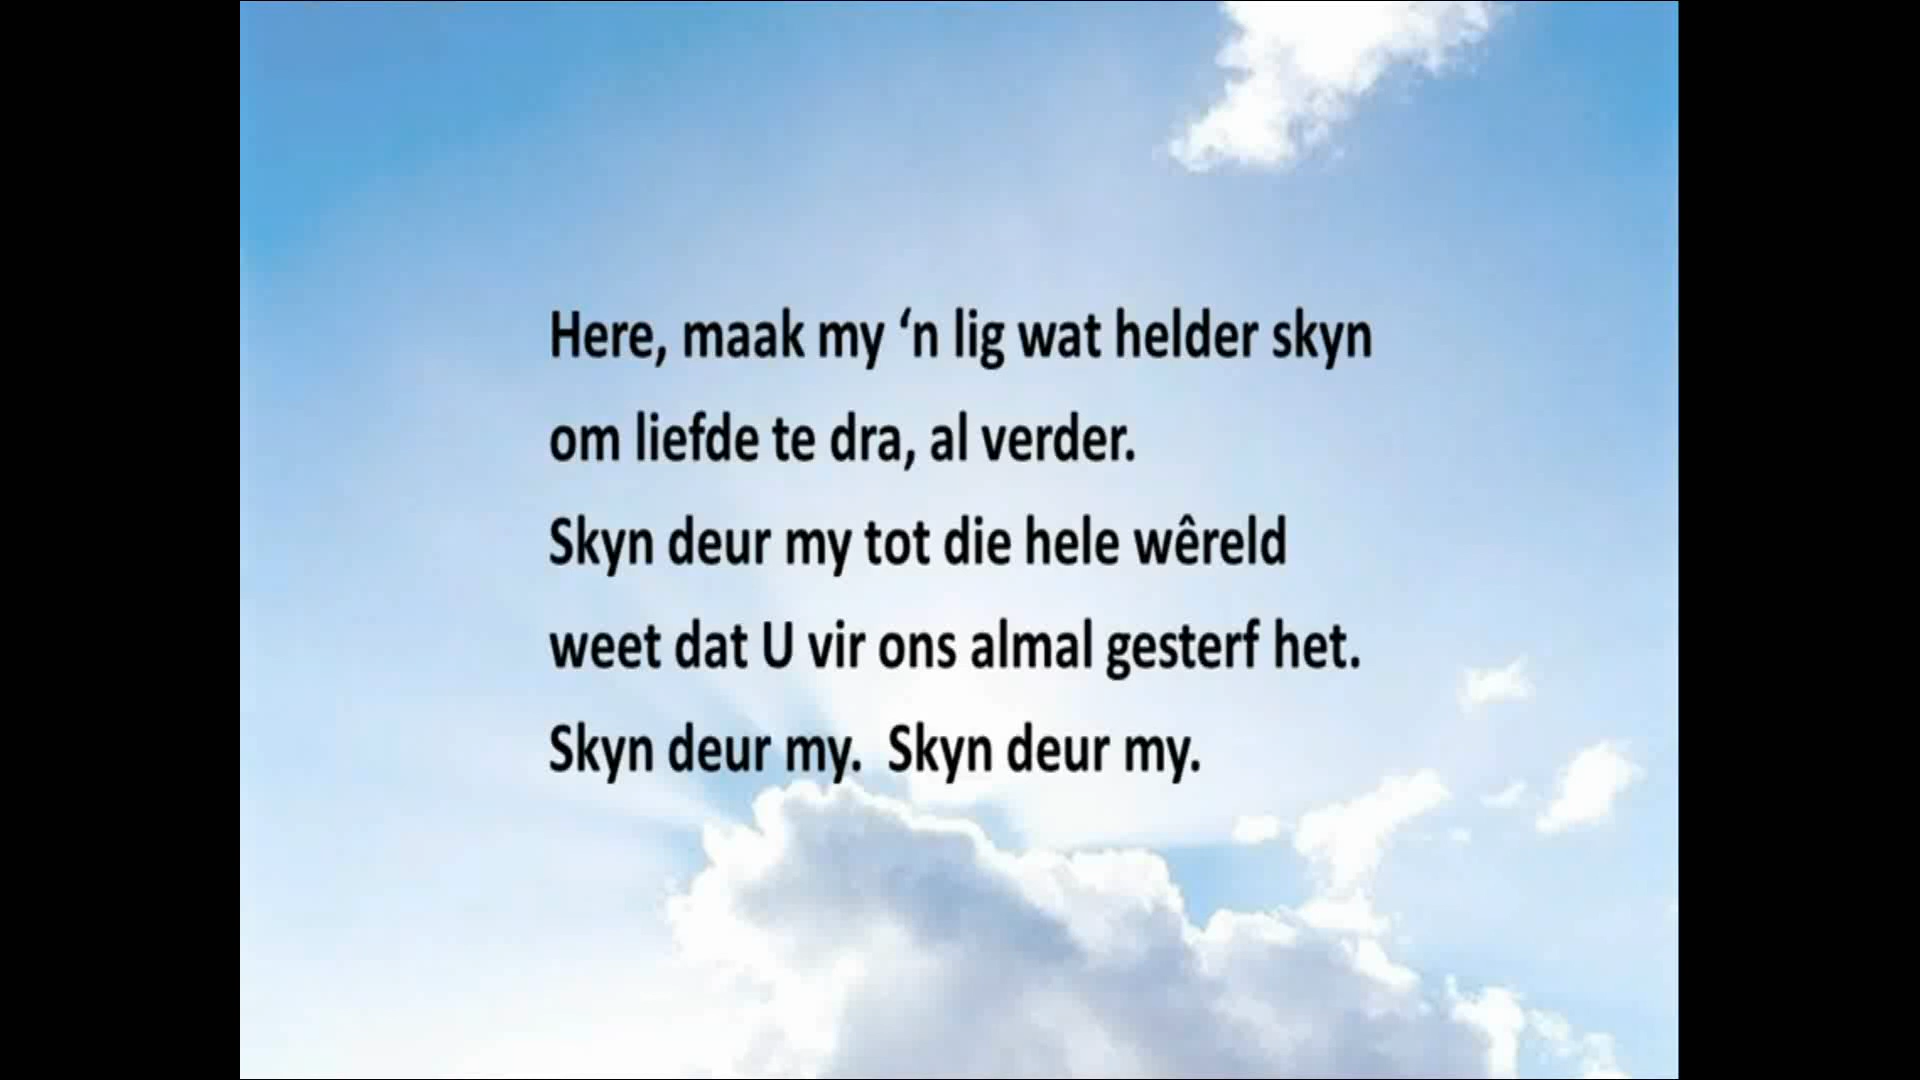 Here, maak my ‘n lig wat helder skyn
om liefde te dra, al verder.
Skyn deur my tot die hele wêreld
weet dat U vir ons almal gesterf het.
Skyn deur my.  Skyn deur my.